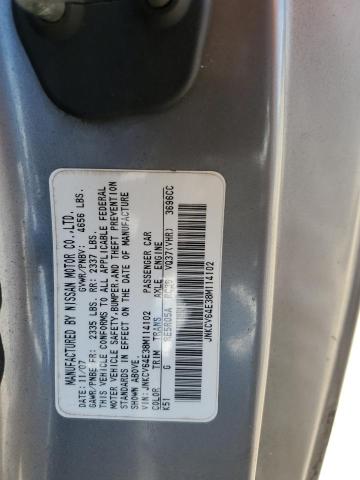 MANUFACTURED BY NISSAN MOTOR CO.,LTD.
DATE: 11/07 GVWR/PNBV: 4656 LBS.
GAWR/PNBE FR: 2335 LBS. RR: 2337 LBS.
THIS VEHICLE CONFORMS TO ALL APPLICABLE FEDERAL
MOTOR VEHICLE SAFETY,BUMPER,AND THEFT PREVENTION
STANDARDS IN EFFECT ON THE DATE OF MANUFACTURE
SHOWN ABOVE.
VIN: JNKCV64E38M114102 PASSENGER CAR
COLOR TRIM TRANS AXLE ENGINE
K51 G RE5R05A VQ37(VHR) 3696CC
JNKCV64E38M114102